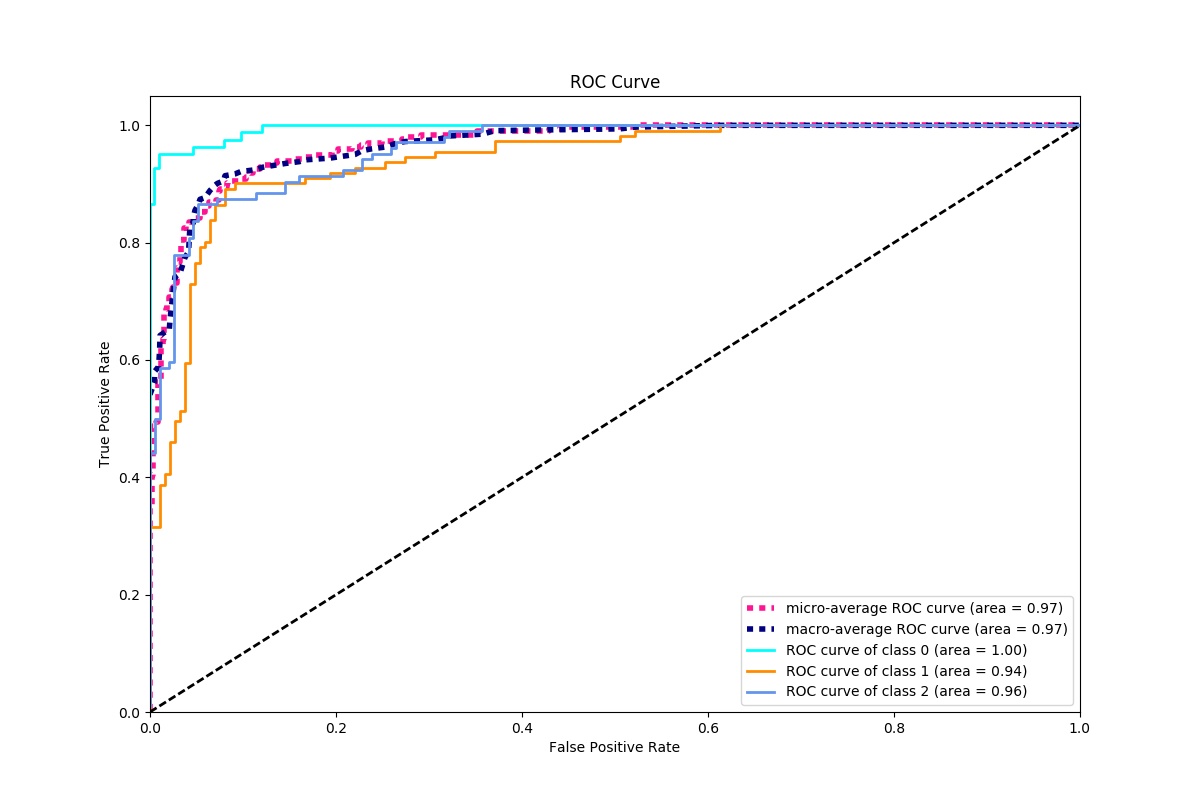 ROC Curve
1.0
0.8
0.6
0.4
0.2
0.0
True Positive Rate
0.0 0.2 0.4 0.6 0.8 1.0
False Positive Rate
micro-average ROC curve (area = 0.97)
macro-average ROC curve (area = 0.97)
ROC curve of class 0 (area = 1.00)
ROC curve of class 1 (area = 0.94)
ROC curve of class 2 (area = 0.96)